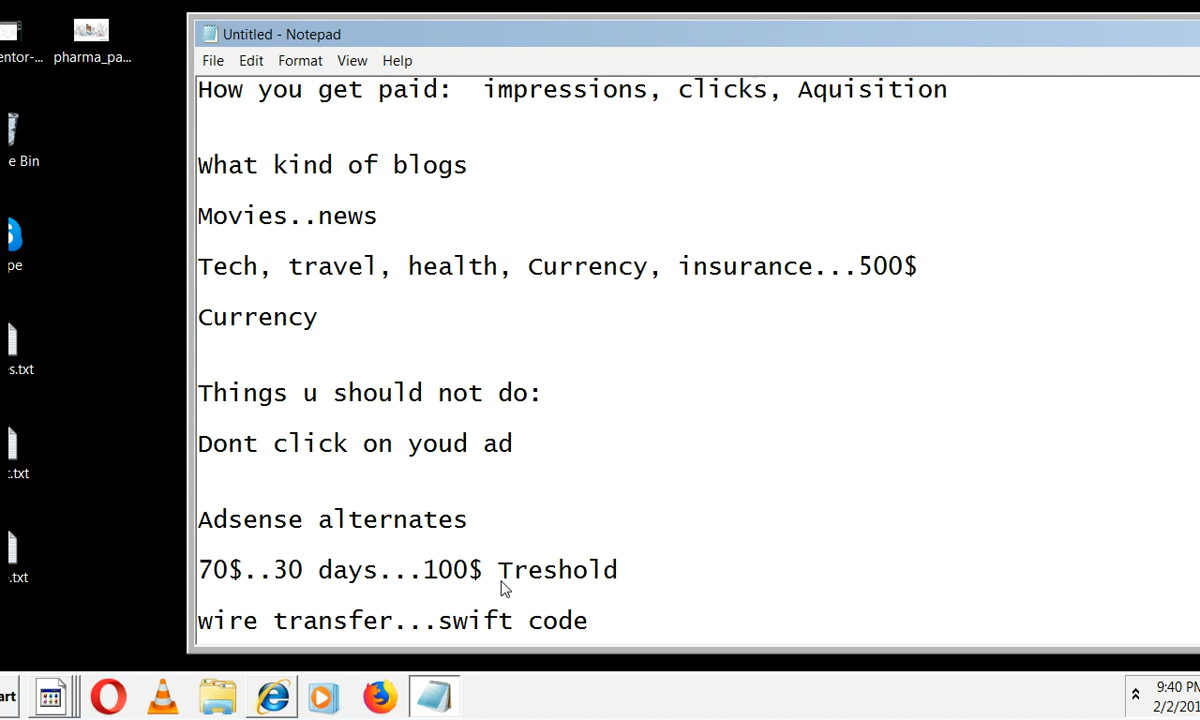 entor-... pharma_pa...
e Bin
pe
s.txt
:.txt
.txt
Untitled - Notepad
File Edit Format View Help
How you get paid: impressions, clicks, Aquisition
What kind of blogs
Movies..news
Tech, travel, health, Currency, insurance...500$
Currency
Things u should not do:
Dont click on youd ad
Adsense alternates
70$..30 days...100$ Treshold
wire transfer...swift code
art
9:40 PM
2/2/201